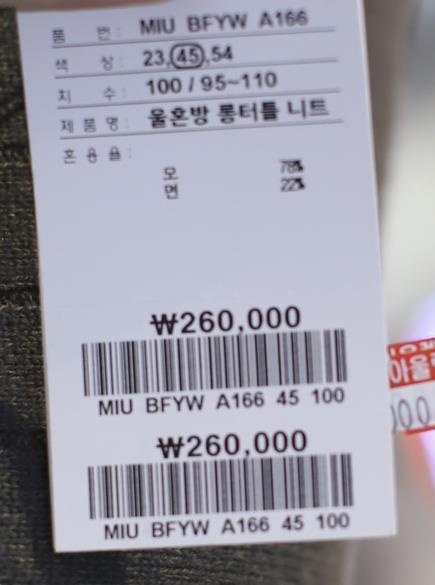 품 번: MIU BFYW A166
색 상: 23,45,54
치 수: 100 / 95~110
제 품 명: 울혼방 롱터틀 니트
혼 용 율:
모 78%
면 22%
₩260,000
MIU BFYW A166 45 100
₩260,000
MIU BFYW A166 45 100
아울